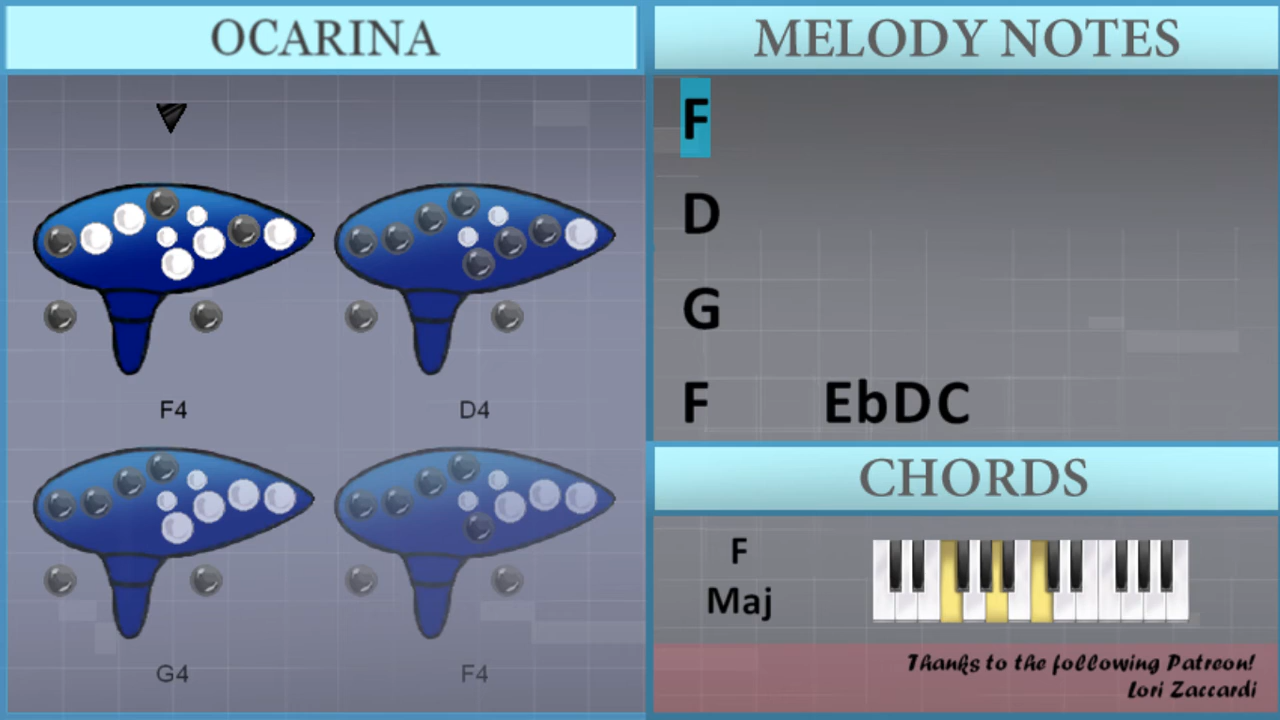 OCARINA
F4
D4
G4
F4
MELODY NOTES
F
D
G
F EbDC
CHORDS
F
Maj
Thanks to the following Patreon!
Lori Zaccardi